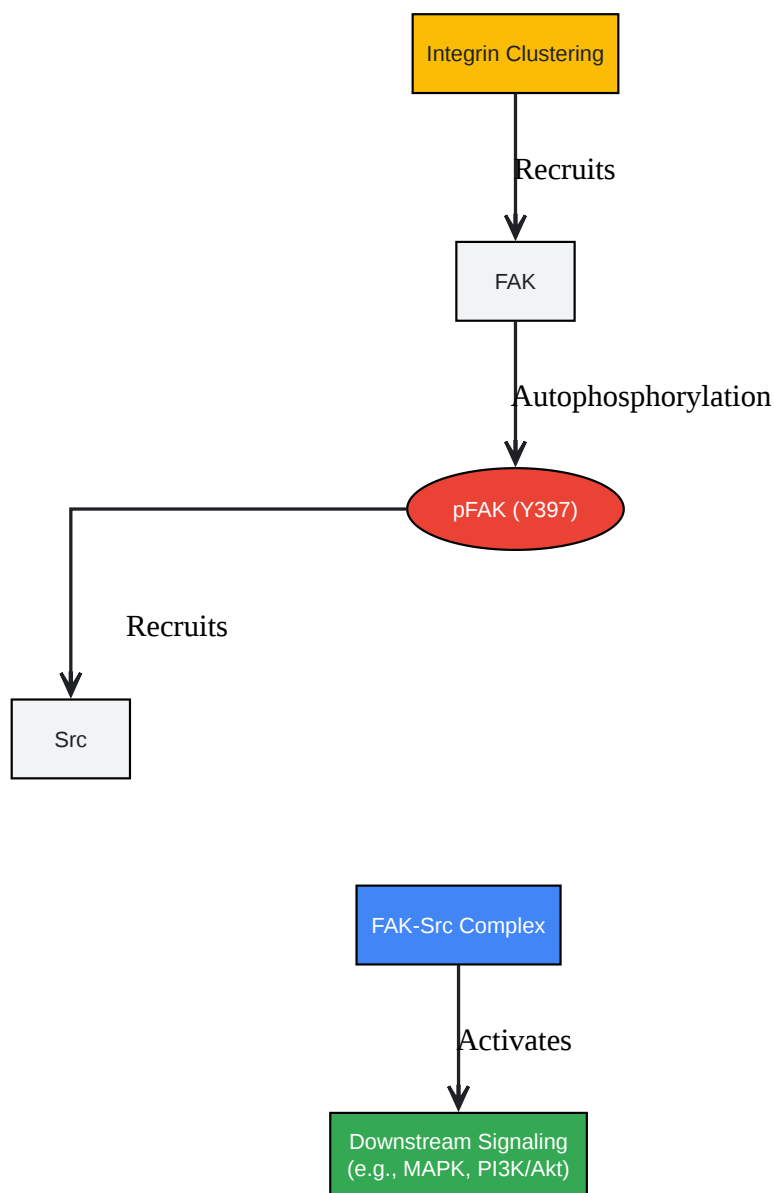 Integrin Clustering
Recruits
FAK
Autophosphorylation
pFAK (Y397)
Recruits
Src
FAK-Src Complex
Activates
Downstream Signaling
(e.g., MAPK, PI3K/Akt)